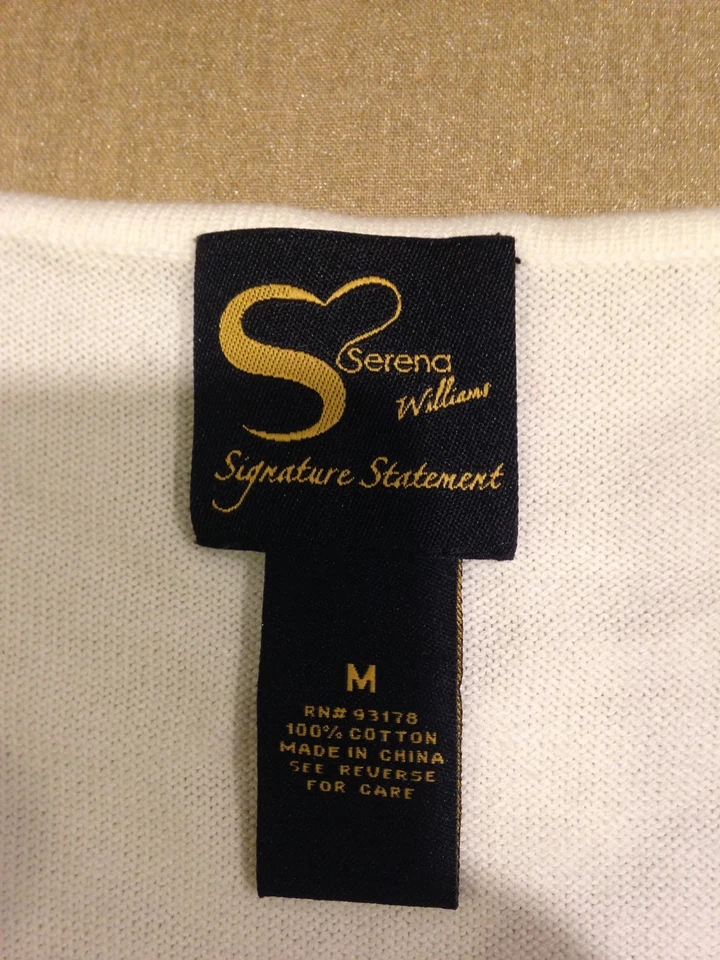 Serena
Williams
Signature Statement
M
RN# 93178
100% COTTON
MADE IN CHINA
SEE REVERSE
FOR CARE